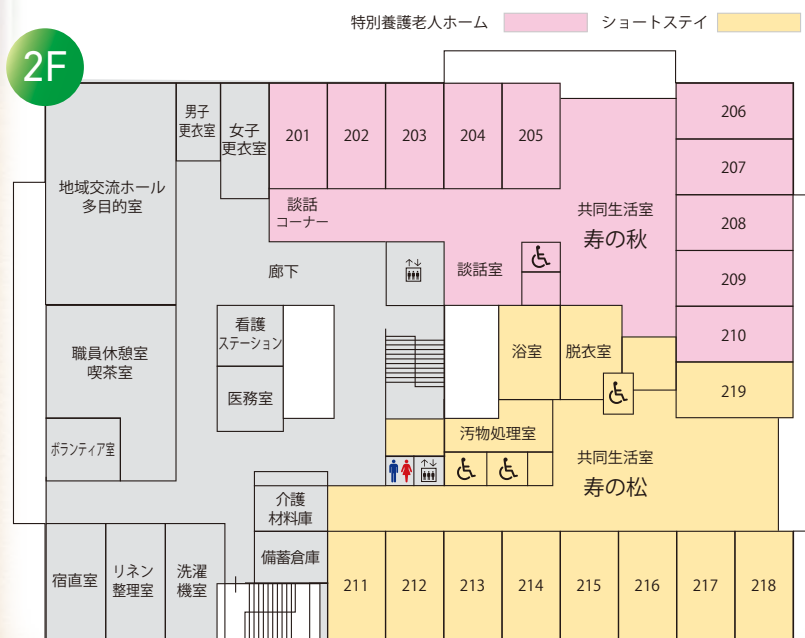 特別養護老人ホーム
ショートステイ
2F
男子
更衣室
女子
更衣室
201
202
203
204
205
206
207
208
209
210
地域交流ホール
多目的室
談話
コーナー
共同生活室
寿の秋
廊下
談話室
看護
ステーション
職員休憩室
喫茶室
浴室
脱衣室
医務室
219
ボランティア室
汚物処理室
共同生活室
寿の松
介護
材料庫
備蓄倉庫
宿直室
リネン
整理室
洗濯
機室
211
212
213
214
215
216
217
218